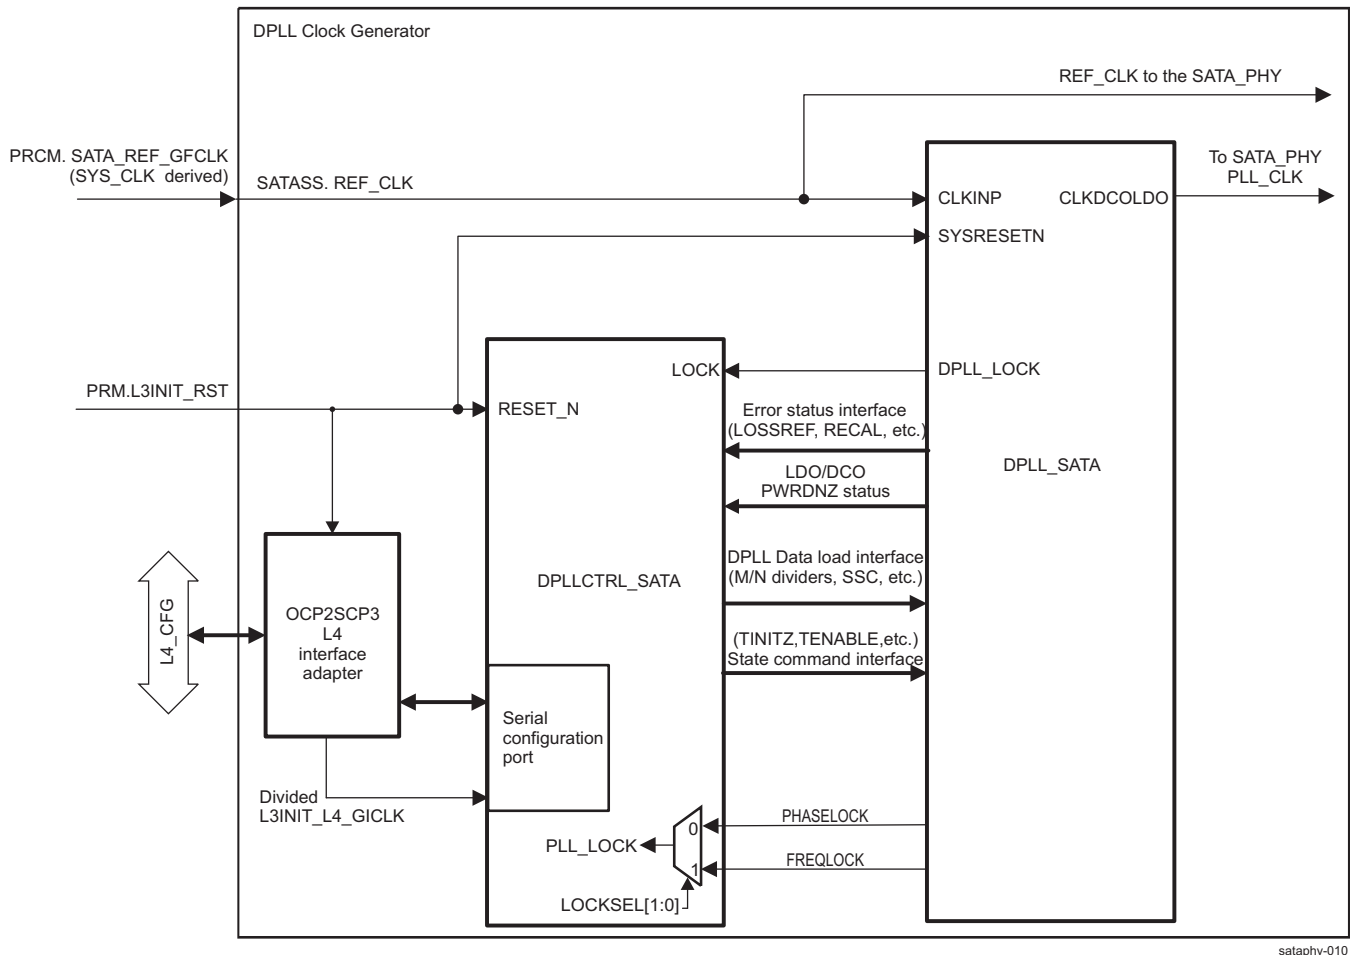 DPLL Clock Generator
REF_CLK to the SATA_PHY
PRCM. SATA_REF_GFCLK
(SYS_CLK derived)
SATASS. REF_CLK
CLKINP
CLKDCOLDO
To SATA_PHY
PLL_CLK
SYSRESETN
LOCK
DPLL_LOCK
PRM.L3INIT_RST
RESET_N
Error status interface
(LOSSREF, RECAL, etc.)
DPLL_SATA
LDO/DCO
PWRDNZ status
DPLL Data load interface
(M/N dividers, SSC, etc.)
DPLLCTRL_SATA
L4_CFG
OCP2SCP3
L4
interface
adapter
(TINITZ,TENABLE,etc.)
State command interface
Serial
configuration
port
Divided
L3INIT_L4_GICLK
PHASELOCK
0
PLL_LOCK
FREQLOCK
1
LOCKSEL[1:0]
sataphy-010